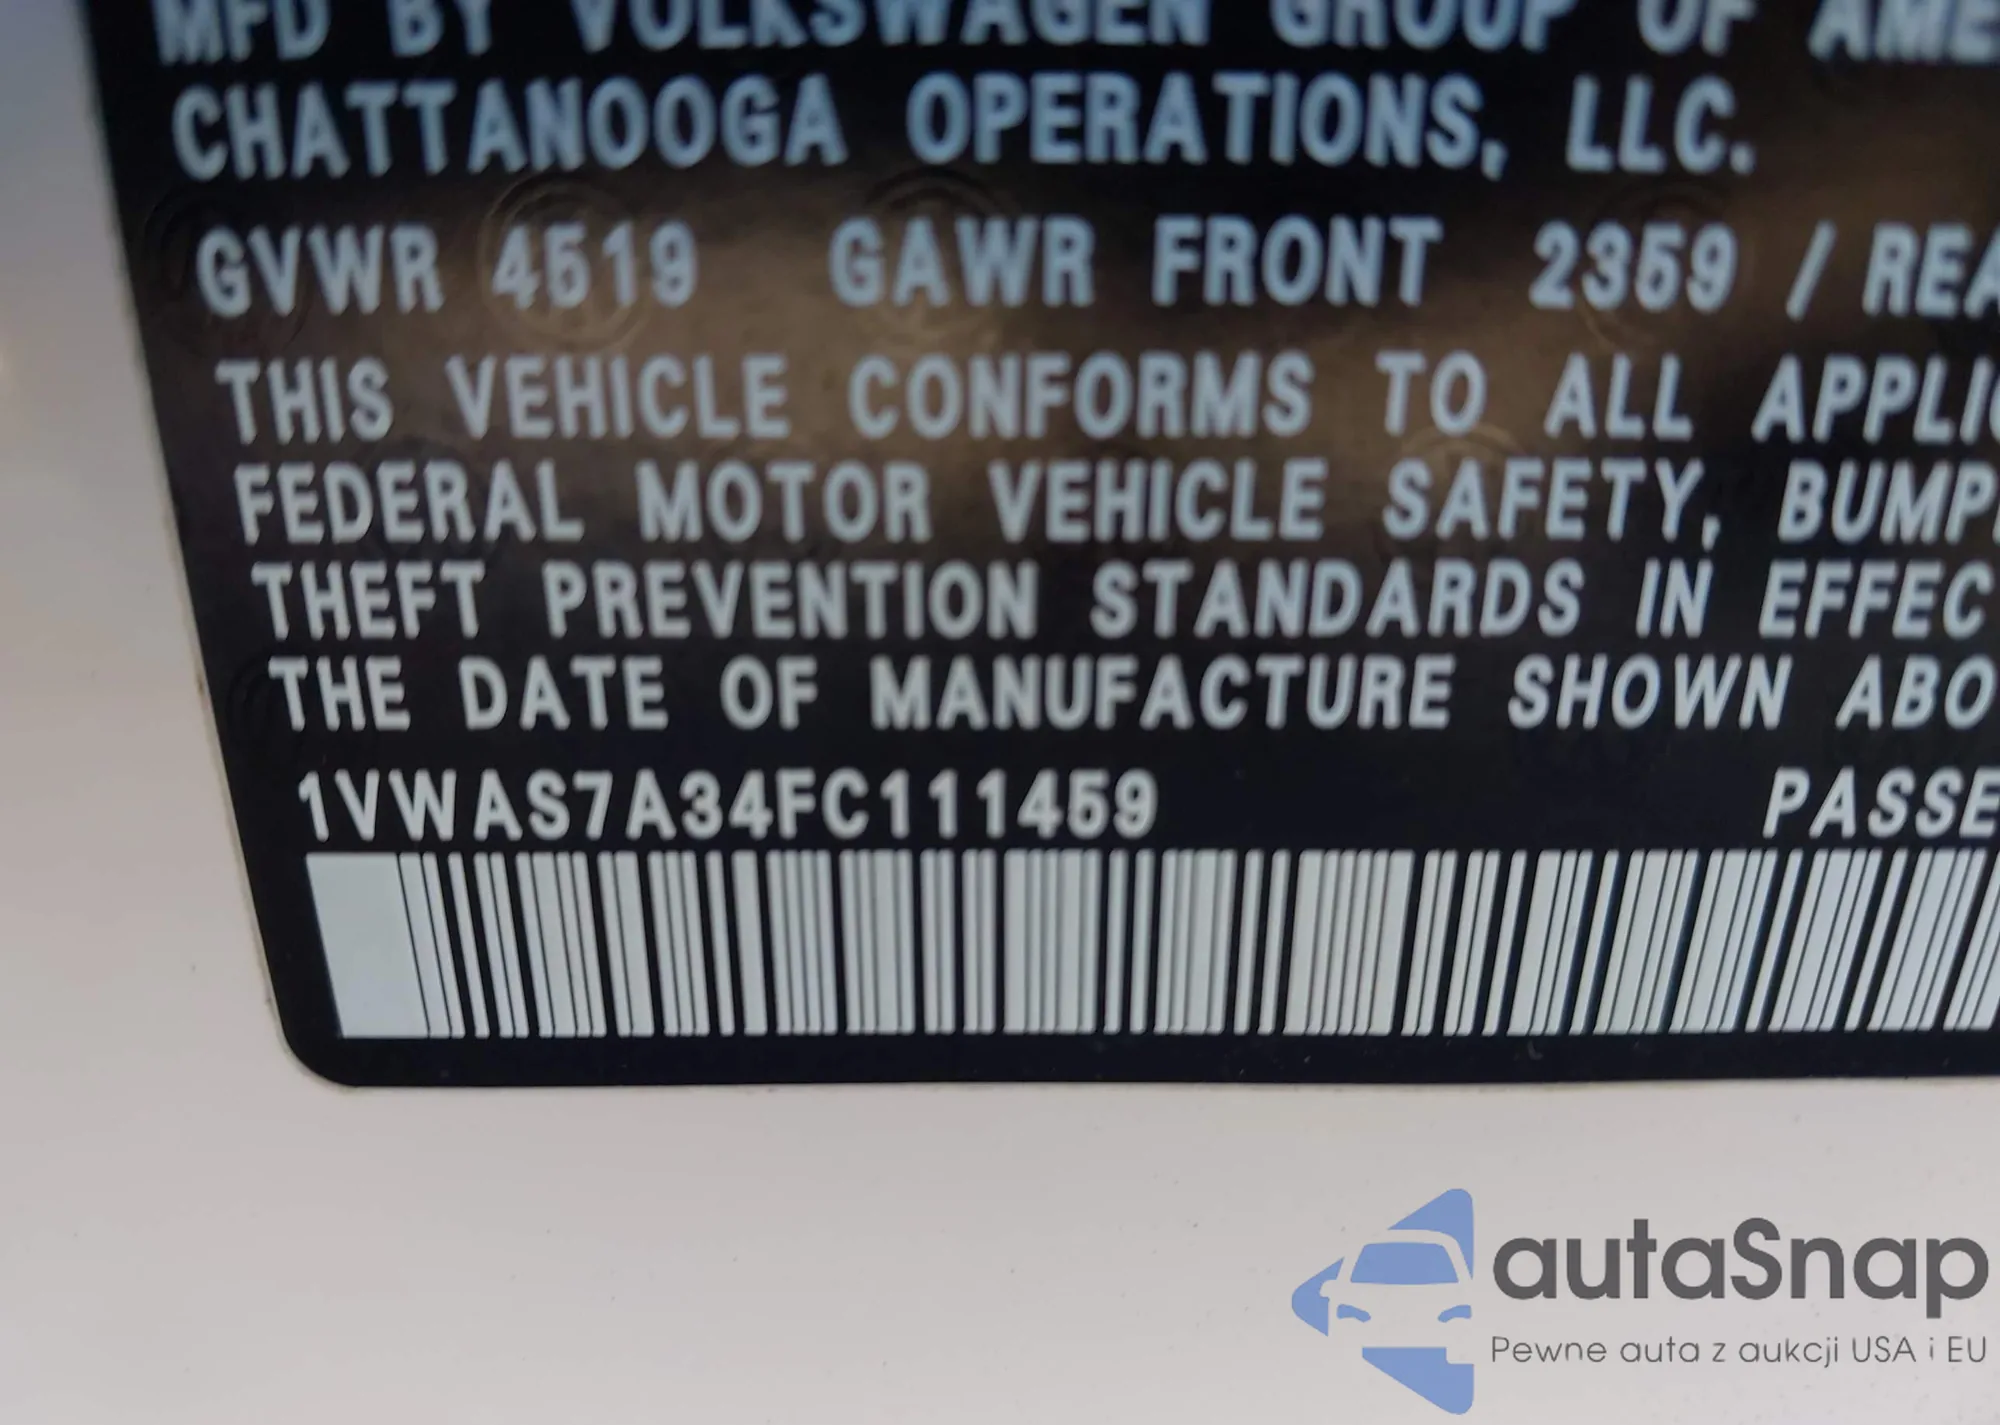 MFD BY VOLKSWAGEN GROUP OF AME
CHATTANOOGA OPERATIONS, LLC.
GVWR 4519 GAWR FRONT 2359 / REA
THIS VEHICLE CONFORMS TO ALL APPLIC
FEDERAL MOTOR VEHICLE SAFETY, BUMP
THEFT PREVENTION STANDARDS IN EFFEC
THE DATE OF MANUFACTURE SHOWN ABO
1VWAS7A34FC111459 PASSE
autaSnap
Pewne auta z aukcji USA i EU